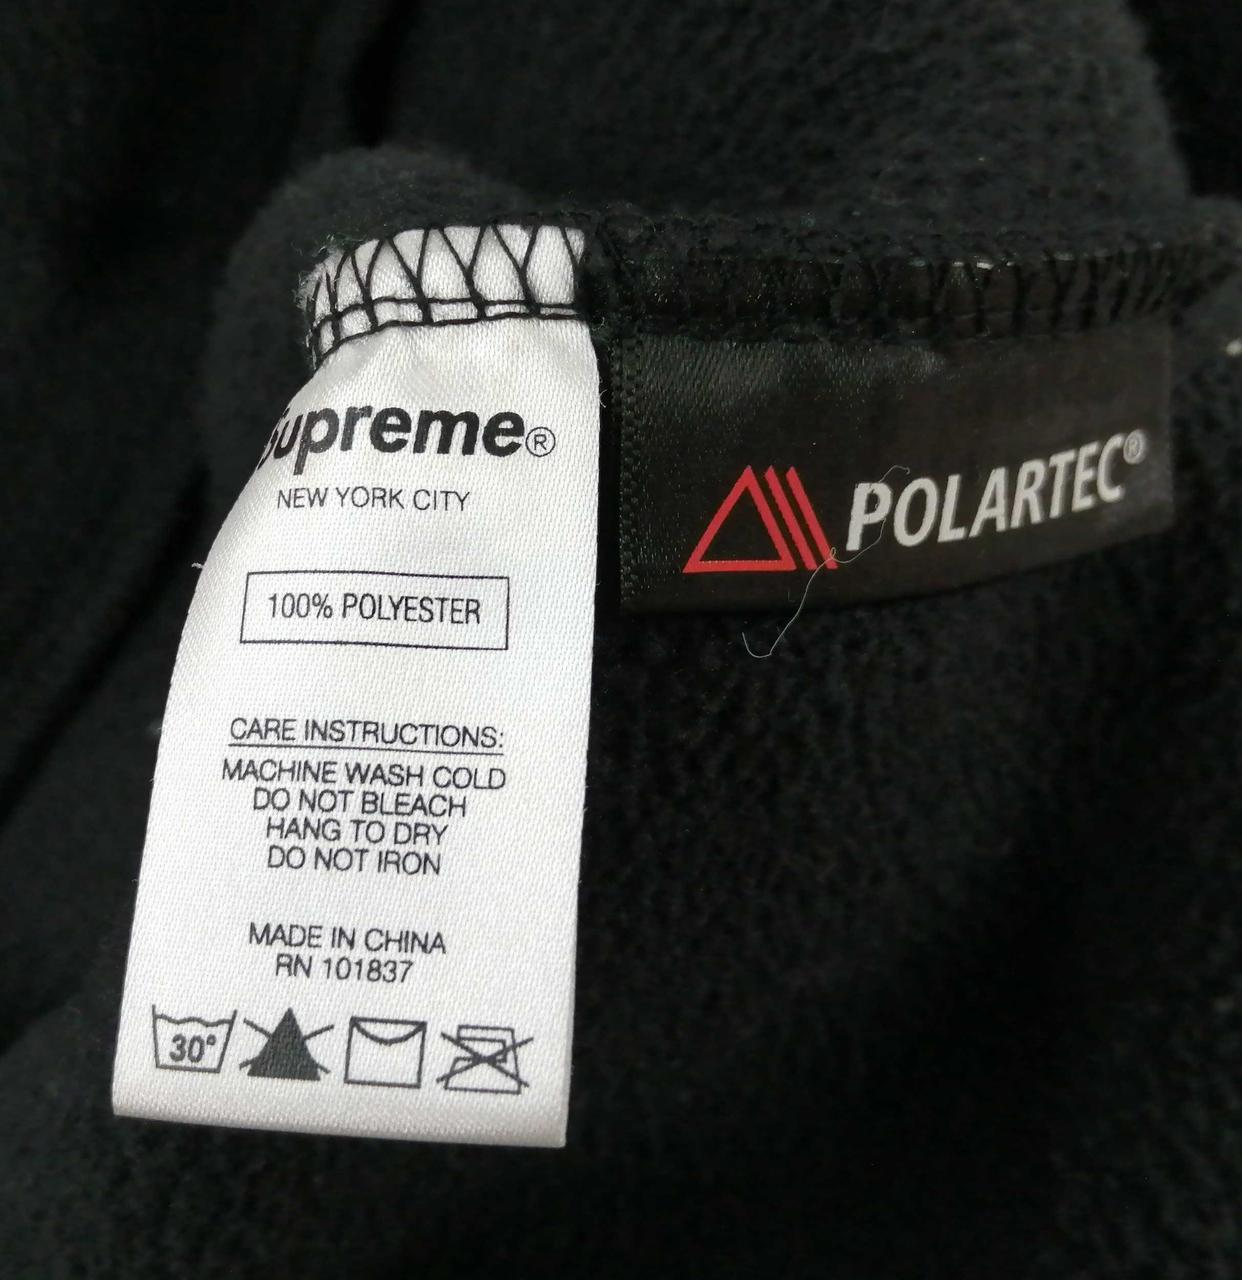 Supreme®
NEW YORK CITY
100% POLYESTER
CARE INSTRUCTIONS:
MACHINE WASH COLD
DO NOT BLEACH
HANG TO DRY
DO NOT IRON
MADE IN CHINA
RN 101837
30°
POLARTEC®